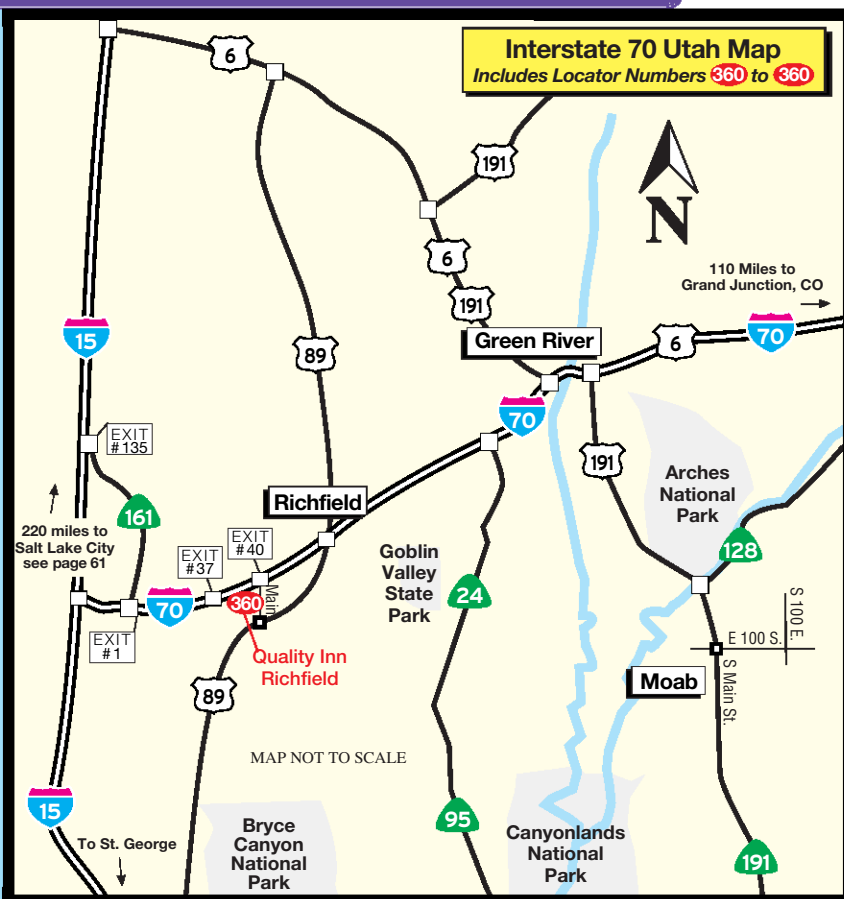 Interstate 70 Utah Map
Includes Locator Numbers 360 to 360
6
191
N
6
191
110 Miles to
Grand Junction, CO
15
89
Green River
6
70
70
EXIT
#135
191
Arches
National
Park
161
Richfield
220 miles to
Salt Lake City
see page 61
EXIT
#40
EXIT
#37
Goblin
Valley
State
Park
128
70
360
Main
24
S 100 E.
EXIT
#1
E 100 S.
Quality Inn
Richfield
89
Moab
S Main St.
MAP NOT TO SCALE
15
To St. George
Bryce
Canyon
National
Park
95
Canyonlands
National
Park
191